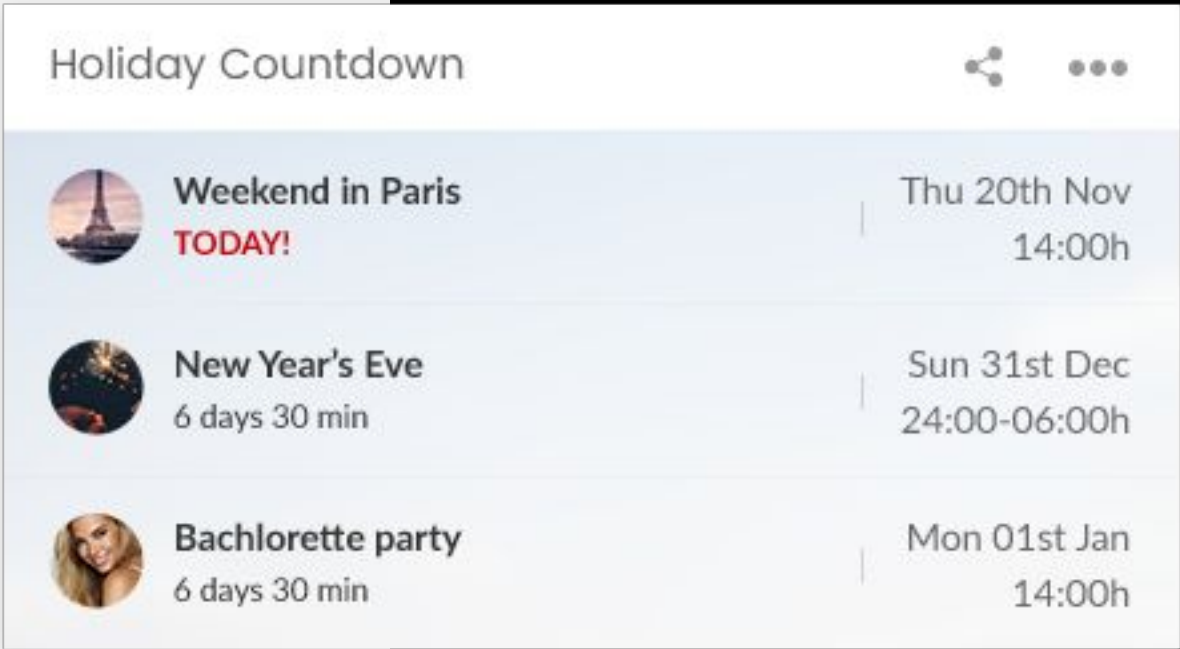 Holiday Countdown
Weekend in Paris
TODAY!
Thu 20th Nov
14:00h
New Year’s Eve
6 days 30 min
Sun 31st Dec
24:00-06:00h
Bachlorette party
6 days 30 min
Mon 01st Jan
14:00h